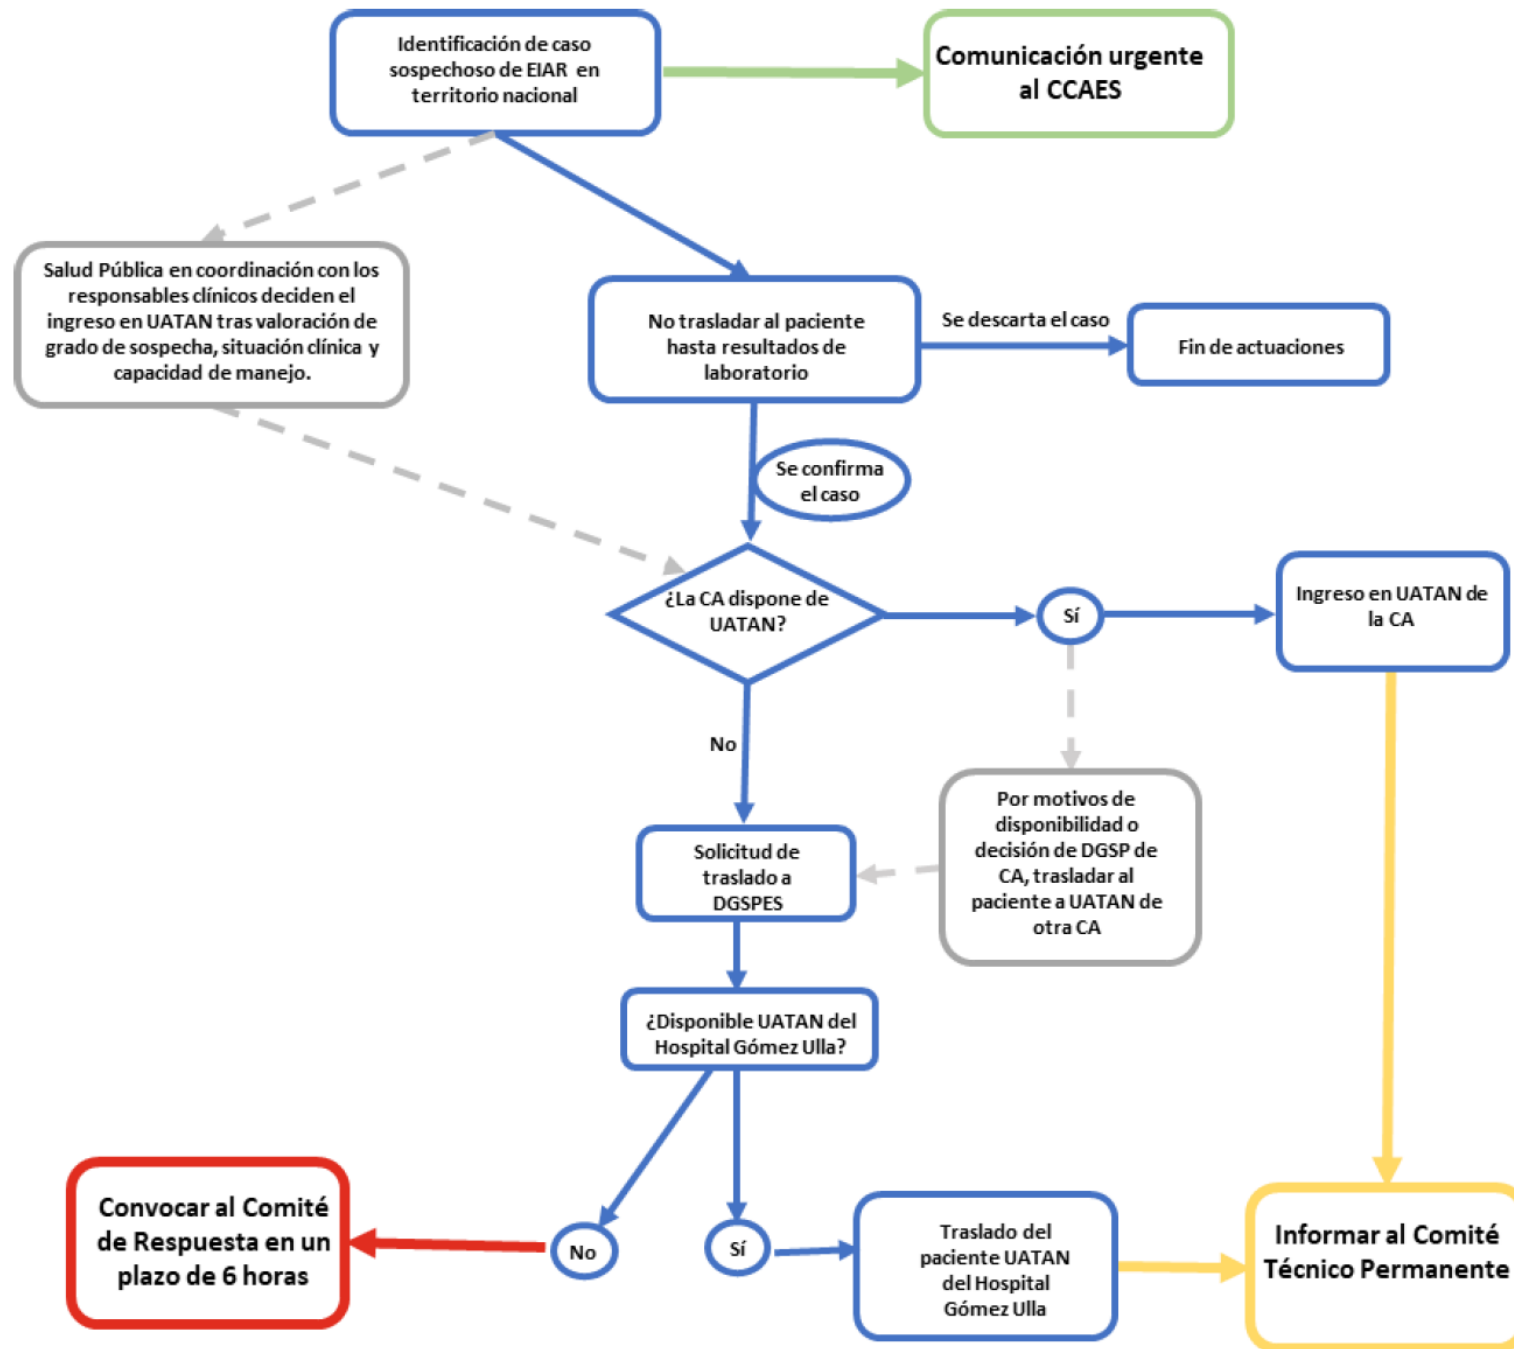 Identificación de caso
sospechoso de EIAR en
territorio nacional
Comunicación urgente
al CCAES
Salud Pública en coordinación con los
responsables clínicos deciden el
ingreso en UATAN tras valoración de
grado de sospecha, situación clínica y
capacidad de manejo.
No trasladar al paciente
hasta resultados de
laboratorio
Se descarta el caso
Fin de actuaciones
Se confirma
el caso
¿La CA dispone de
UATAN?
Sí
Ingreso en UATAN de
la CA
No
Por motivos de
disponibilidad o
decisión de DGSP de
CA, trasladar al
paciente a UATAN de
otra CA
Solicitud de
traslado a
DGSPES
¿Disponible UATAN del
Hospital Gómez Ulla?
Convocar al Comité
de Respuesta en un
plazo de 6 horas
No
Sí
Traslado del
paciente UATAN
del Hospital
Gómez Ulla
Informar al Comité
Técnico Permanente